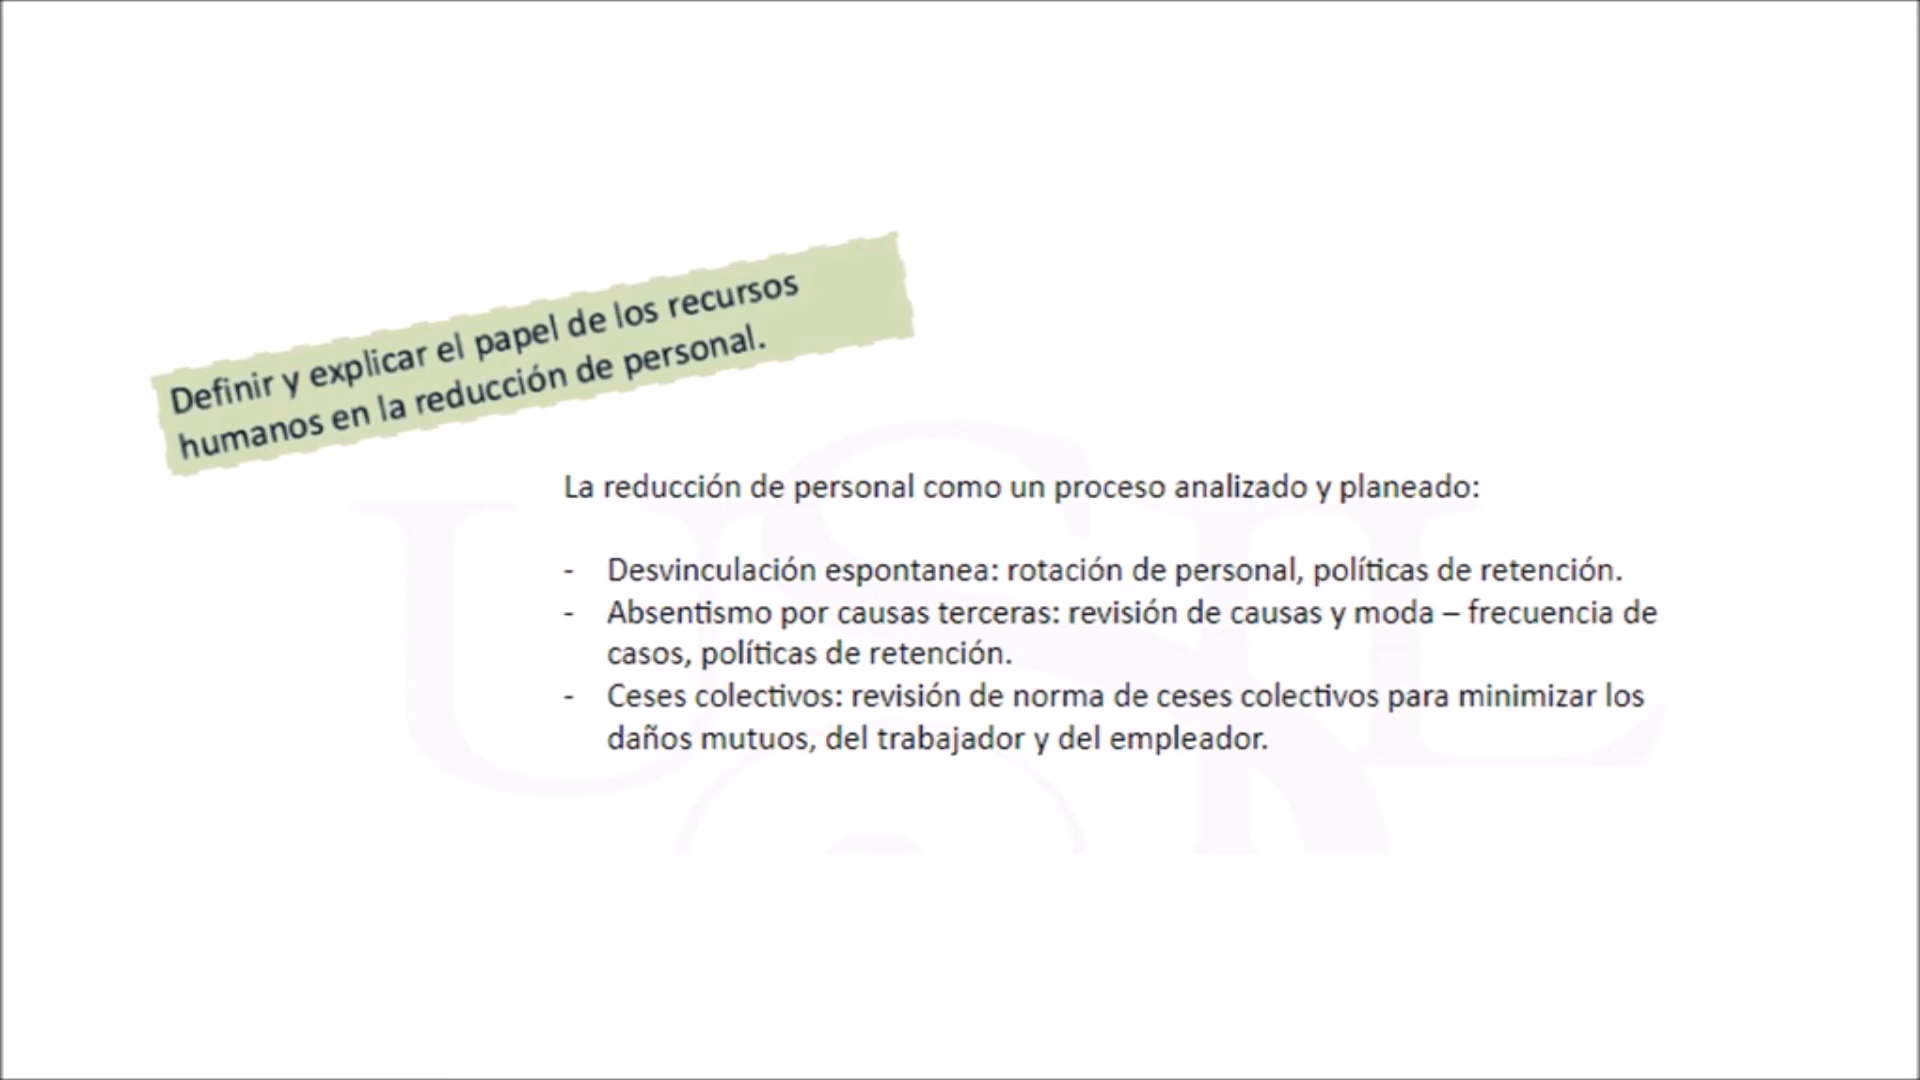 Definir y explicar el papel de los recursos
humanos en la reducción de personal.
La reducción de personal como un proceso analizado y planeado:
- Desvinculación espontanea: rotación de personal, políticas de retención.
- Absentismo por causas terceras: revisión de causas y moda – frecuencia de
casos, políticas de retención.
- Ceses colectivos: revisión de norma de ceses colectivos para minimizar los
daños mutuos, del trabajador y del empleador.
USIL